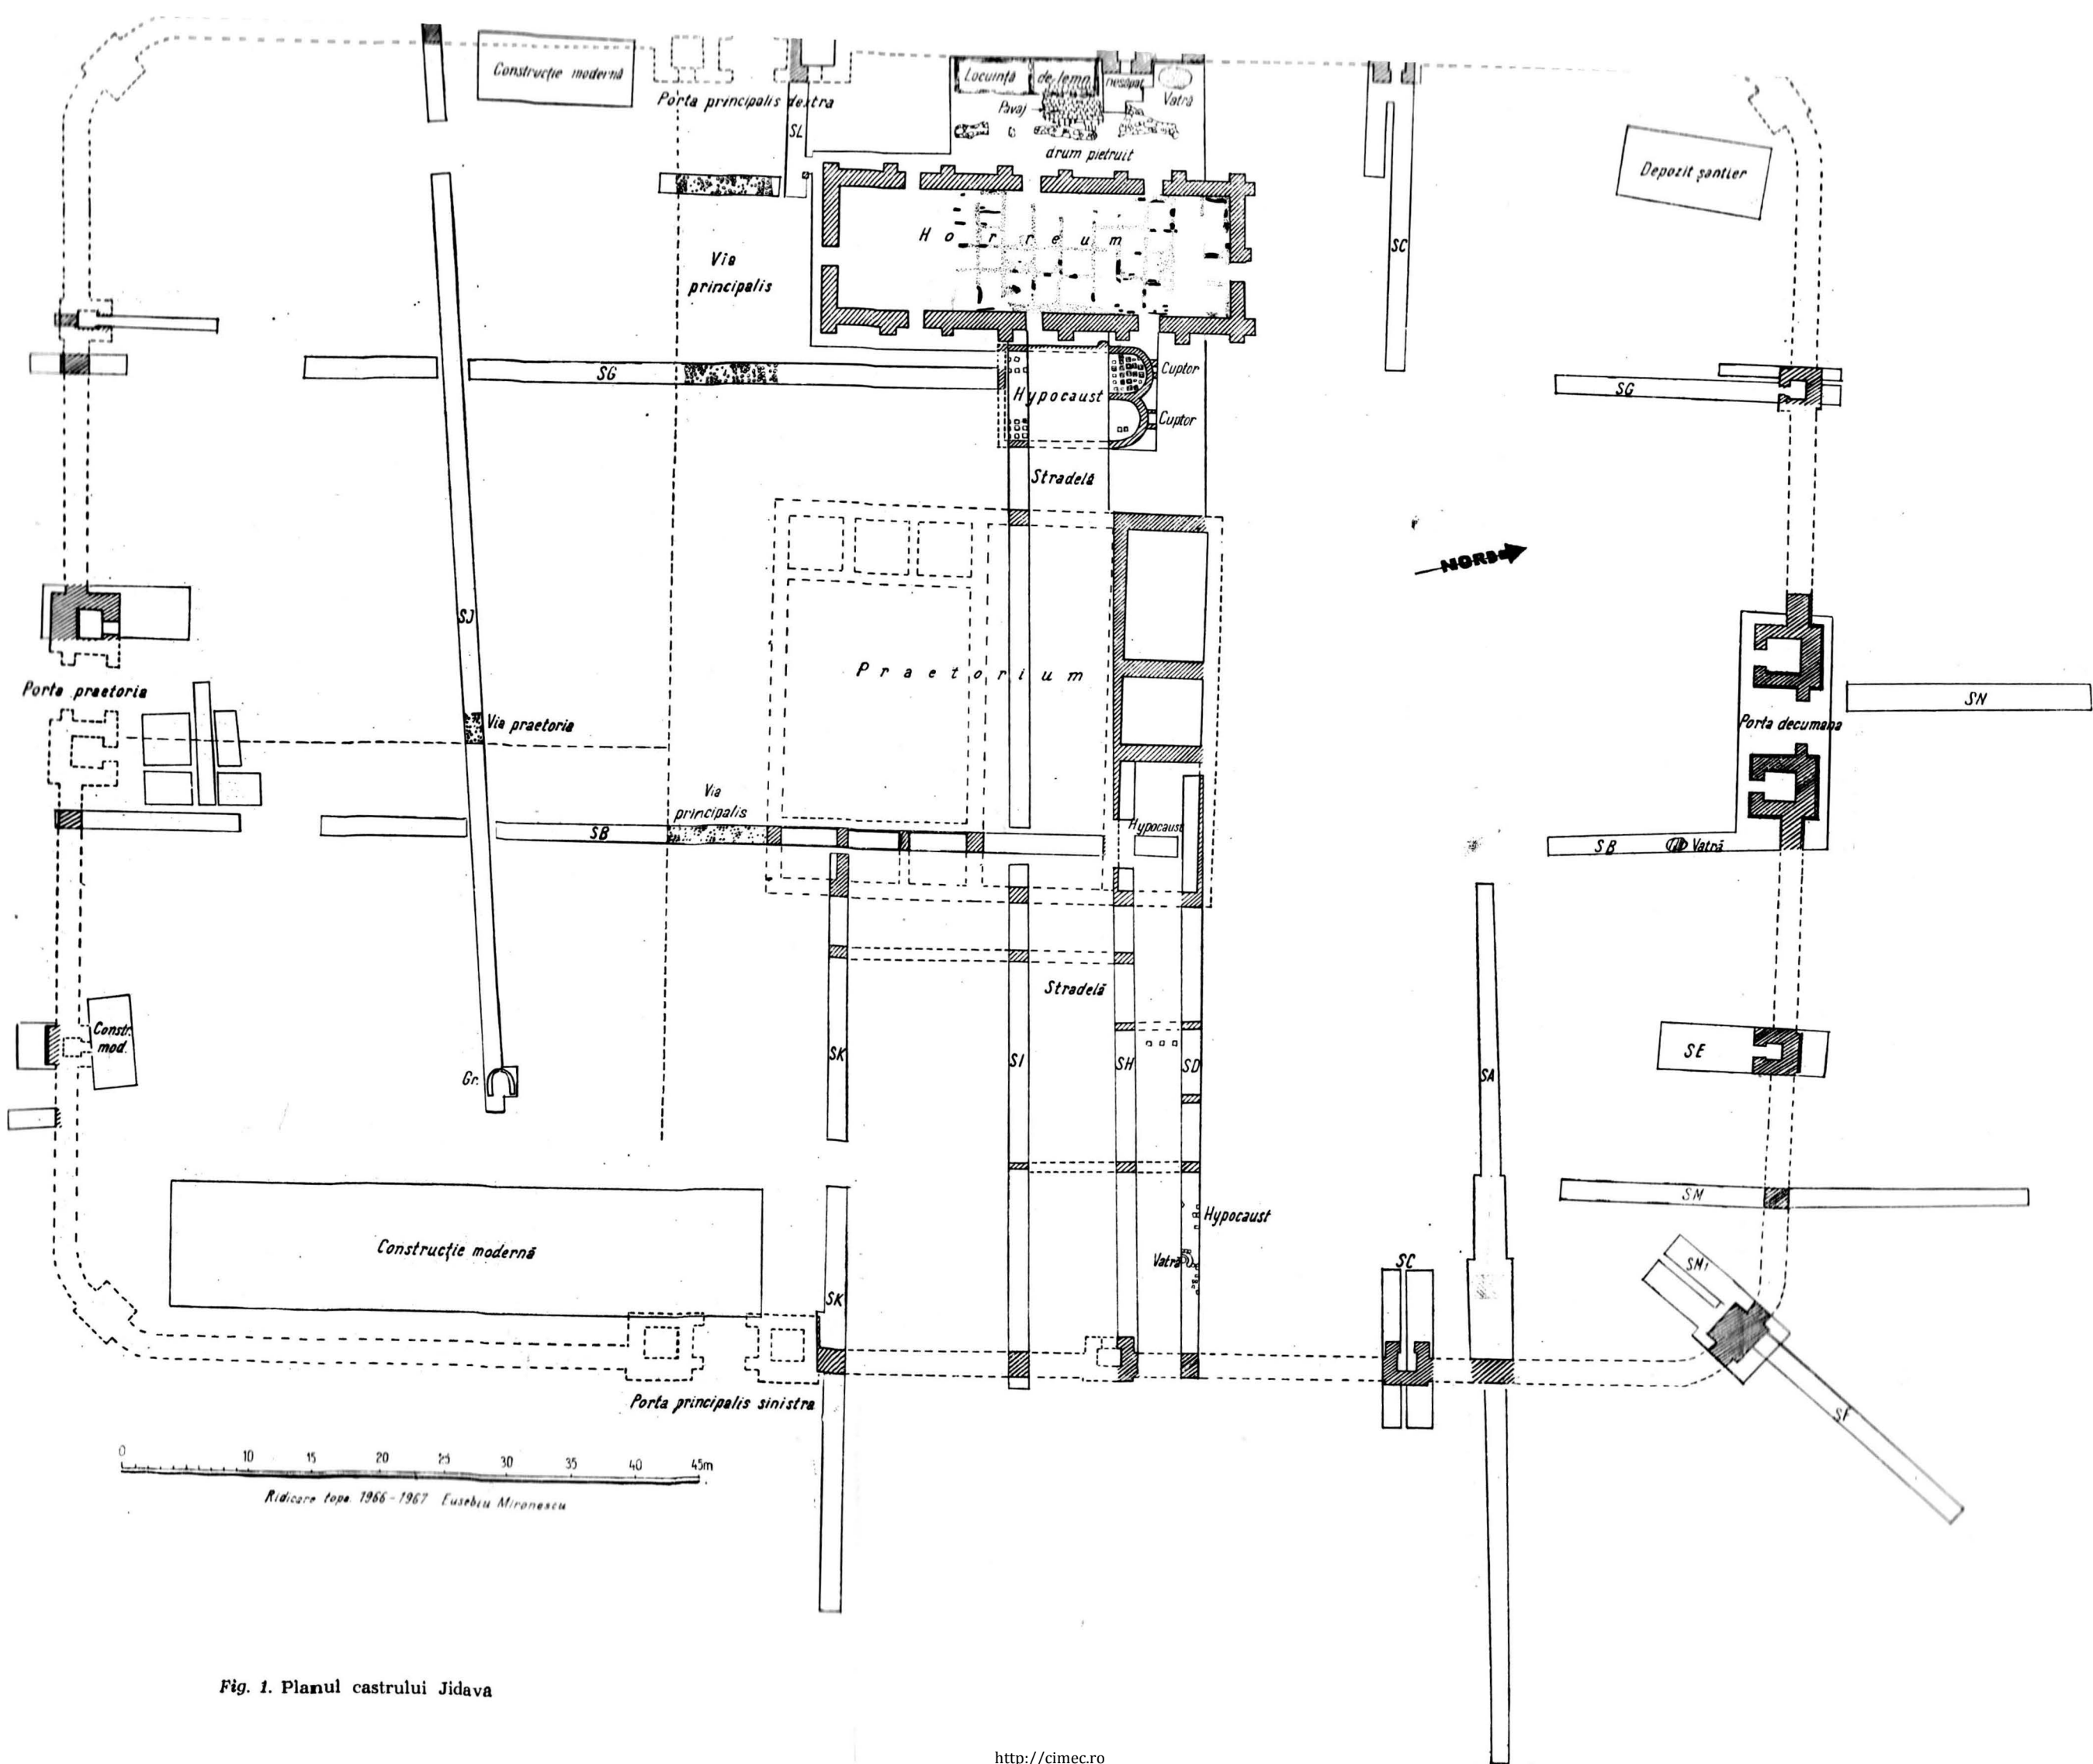 Construcție modernă
Locuință de lemn nesăpat
Vatră
Pavaj
Porta principalis dextra
SL
drum pietruit
Depozit șantier
Horreum
SC
Via
principalis
SG
Hypocaust
Cuptor
Cuptor
SG
Stradelă
NORD
SJ
Praetorium
Porta praetoria
SN
Via praetoria
Porta decumana
Via
principalis
SB
Hypocaust
SB
Vatră
Stradelă
Constr.
mod.
SK
SI
SH
SD
SA
SE
Gr.
SM
Hypocaust
Construcție modernă
Vatră
SC
SM1
SK
Porta principalis sinistra
SF
0 10 15 20 25 30 35 40 45m
Ridicare topo. 1966-1967 Eusebiu Mironescu
Fig. 1. Planul castrului Jidava
http://cimec.ro